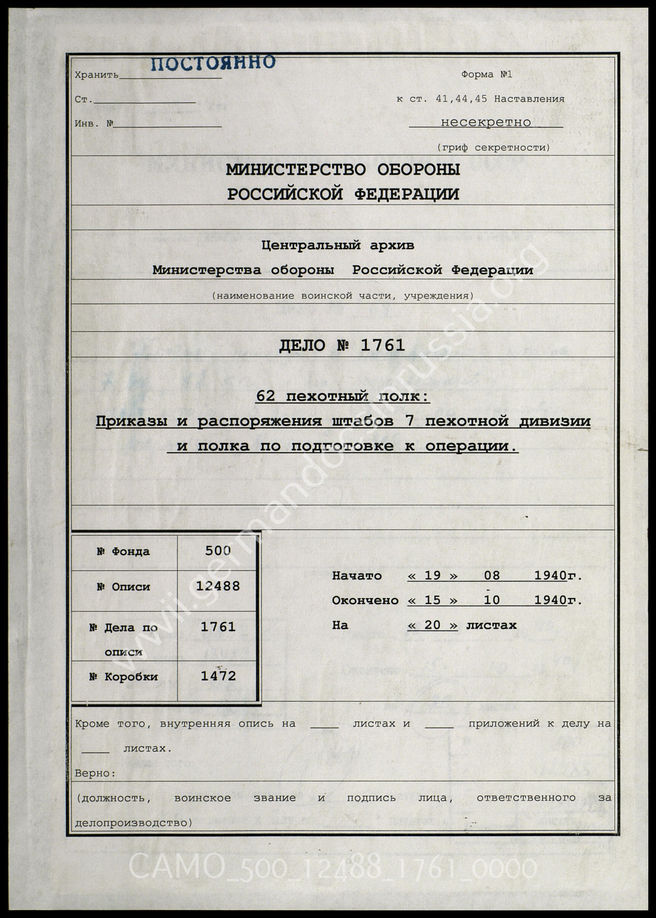 Хранить ПОСТОЯННО
Форма №1
Ст.
к ст. 41,44,45 Наставления
Инв. №
несекретно
(гриф секретности)
МИНИСТЕРСТВО ОБОРОНЫ
РОССИЙСКОЙ ФЕДЕРАЦИИ
Центральный архив
Министерства обороны Российской Федерации
(наименование воинской части, учреждения)
ДЕЛО № 1761
62 пехотный полк:
Приказы и распоряжения штабов 7 пехотной дивизии
и полка по подготовке к операции.
№ Фонда 500
№ Описи 12488
№ Дела по описи 1761
№ Коробки 1472
Начато « 19 » 08 1940г.
Окончено « 15 » 10 1940г.
На « 20 » листах
Кроме того, внутренняя опись на ____ листах и ____ приложений к делу на
____ листах.
Верно:
(должность, воинское звание и подпись лица, ответственного за
делопроизводство)
www.germandocsinrussia.org
CAMO_500_12488_1761_0000